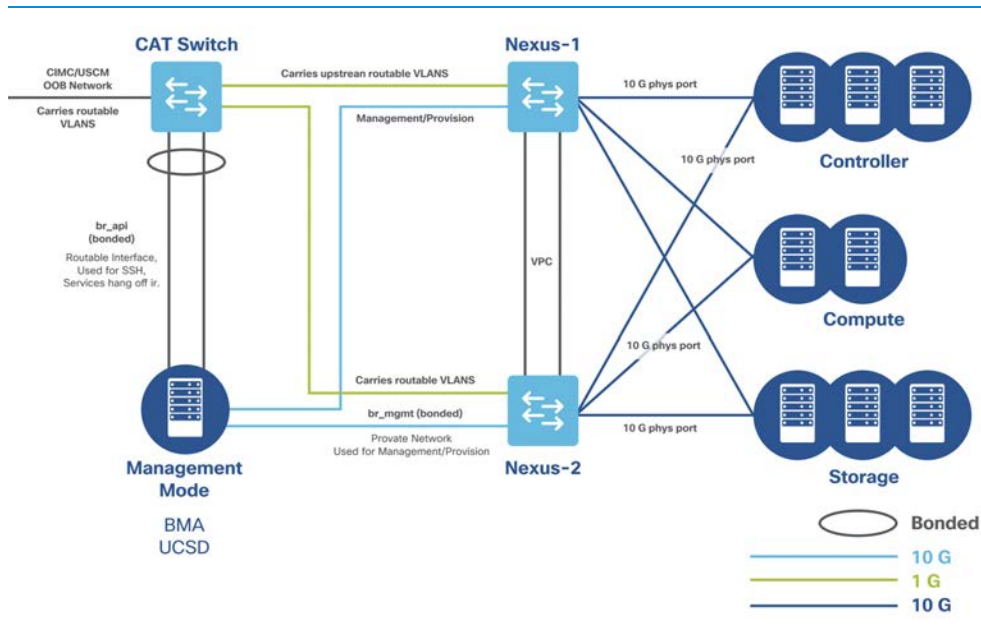 CAT Switch
Nexus-1
CIMC/USCM
OOB Network
Carries routable
VLANS
Carries upstrean routable VLANS
Management/Provision
10 G phys port
10 G phys port
Controller
br_api
(bonded)
Routable Interface,
Used for SSH,
Services hang off ir.
VPC
Compute
10 G phys port
Carries routable VLANS
br_mgmt (bonded)
Provate Network
Used for Management/Provision
10 G phys port
Management
Mode
Nexus-2
Storage
BMA
UCSD
Bonded
10 G
1 G
10 G